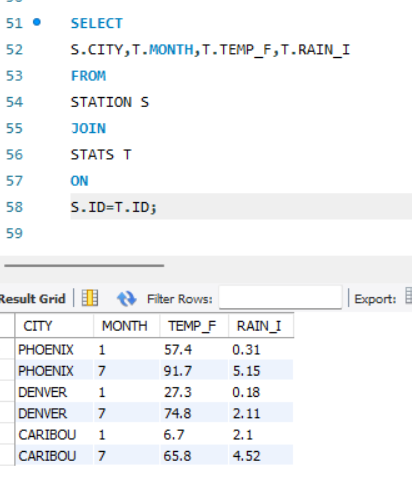 51 SELECT
52 S.CITY,T.MONTH,T.TEMP_F,T.RAIN_I
53 FROM
54 STATION S
55 JOIN
56 STATS T
57 ON
58 S.ID=T.ID;
59
Result Grid Filter Rows: Export:
CITY MONTH TEMP_F RAIN_I
PHOENIX 1 57.4 0.31
PHOENIX 7 91.7 5.15
DENVER 1 27.3 0.18
DENVER 7 74.8 2.11
CARIBOU 1 6.7 2.1
CARIBOU 7 65.8 4.52